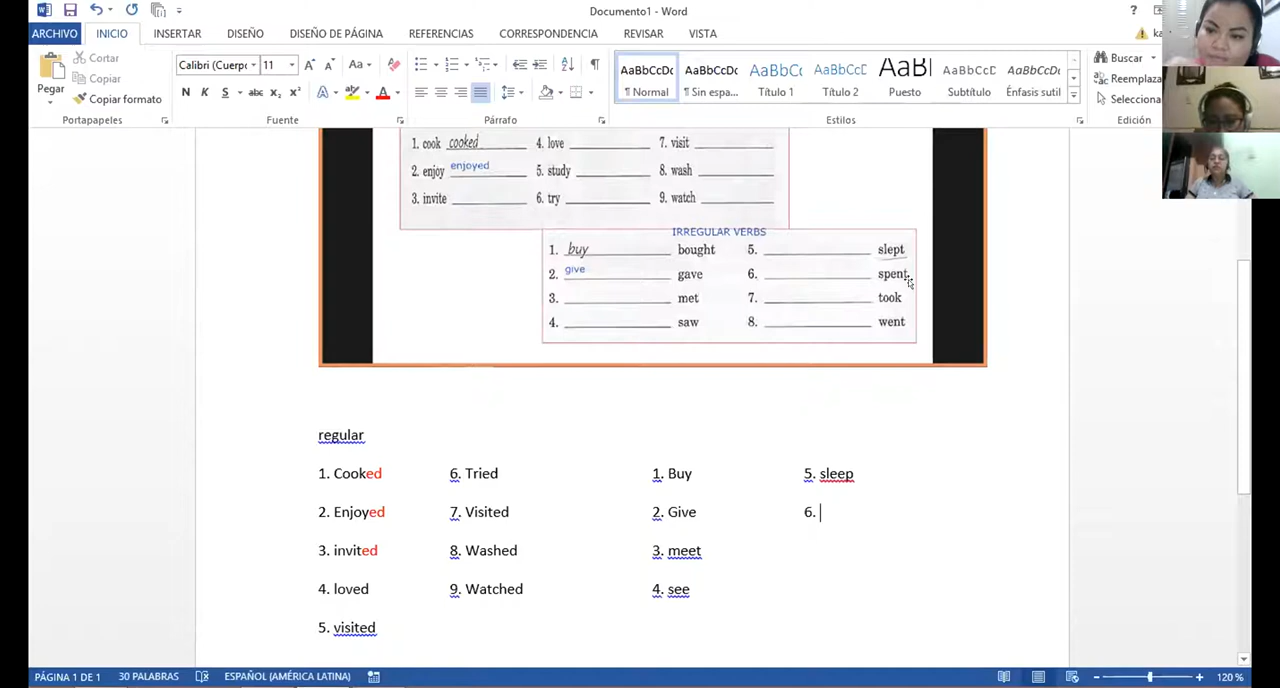 Documento1 - Word
?
ARCHIVO INICIO INSERTAR DISEÑO DISEÑO DE PÁGINA REFERENCIAS CORRESPONDENCIA REVISAR VISTA
Pegar
Cortar
Copiar
Copiar formato
Portapapeles
Calibri (Cuerpo 11
Fuente
Párrafo
AaBbCcDc AaBbCcDc AaBbCc AaBbCcD AaB AaBbCcD AaBbCcDc
¶ Normal ¶ Sin espa... Título 1 Título 2 Puesto Subtítulo Énfasis sutil
Estilos
Buscar
Reemplaza
Selecciona
Edición
1. cook cooked 4. love 7. visit
2. enjoy enjoyed 5. study 8. wash
3. invite 6. try 9. watch
IRREGULAR VERBS
1. buy bought 5. slept
2. give gave 6. spent
3. met 7. took
4. saw 8. went
regular
1. Cooked 6. Tried 1. Buy 5. sleep
2. Enjoyed 7. Visited 2. Give 6.
3. invited 8. Washed 3. meet
4. loved 9. Watched 4. see
5. visited
PÁGINA 1 DE 1 30 PALABRAS ESPAÑOL (AMÉRICA LATINA) 120 %